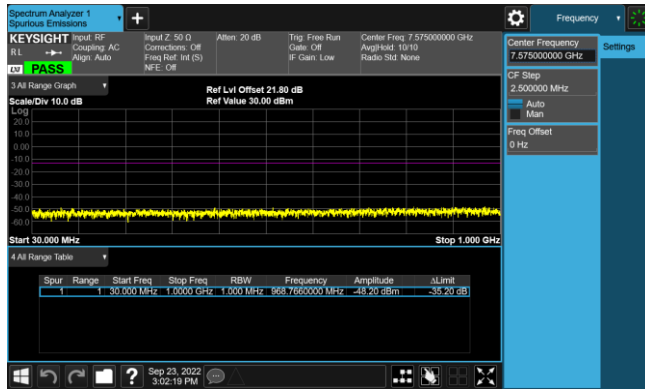 Spectrum Analyzer 1
Spurious Emissions
+
Frequency
KEYSIGHT
RL
LXI
PASS
Input: RF
Coupling: AC
Align: Auto
Input Z: 50 Ω
Corrections: Off
Freq Ref: Int (S)
NFE: Off
Atten: 20 dB
Trig: Free Run
Gate: Off
IF Gain: Low
Center Freq: 7.575000000 GHz
Avg|Hold: 10/10
Radio Std: None
Center Frequency
7.575000000 GHz
Settings
CF Step
2.500000 MHz
Auto
Man
Freq Offset
0 Hz
3 All Range Graph
Ref Lvl Offset 21.80 dB
Scale/Div 10.0 dB
Ref Value 30.00 dBm
Log
20.0
10.0
0.00
-10.0
-20.0
-30.0
-40.0
-50.0
-60.0
Start 30.000 MHz
Stop 1.000 GHz
4 All Range Table
Spur Range Start Freq Stop Freq RBW Frequency Amplitude ΔLimit
1 1 30.000 MHz 1.0000 GHz 1.000 MHz 968.7660000 MHz -48.20 dBm -35.20 dB
?
Sep 23, 2022
3:02:19 PM